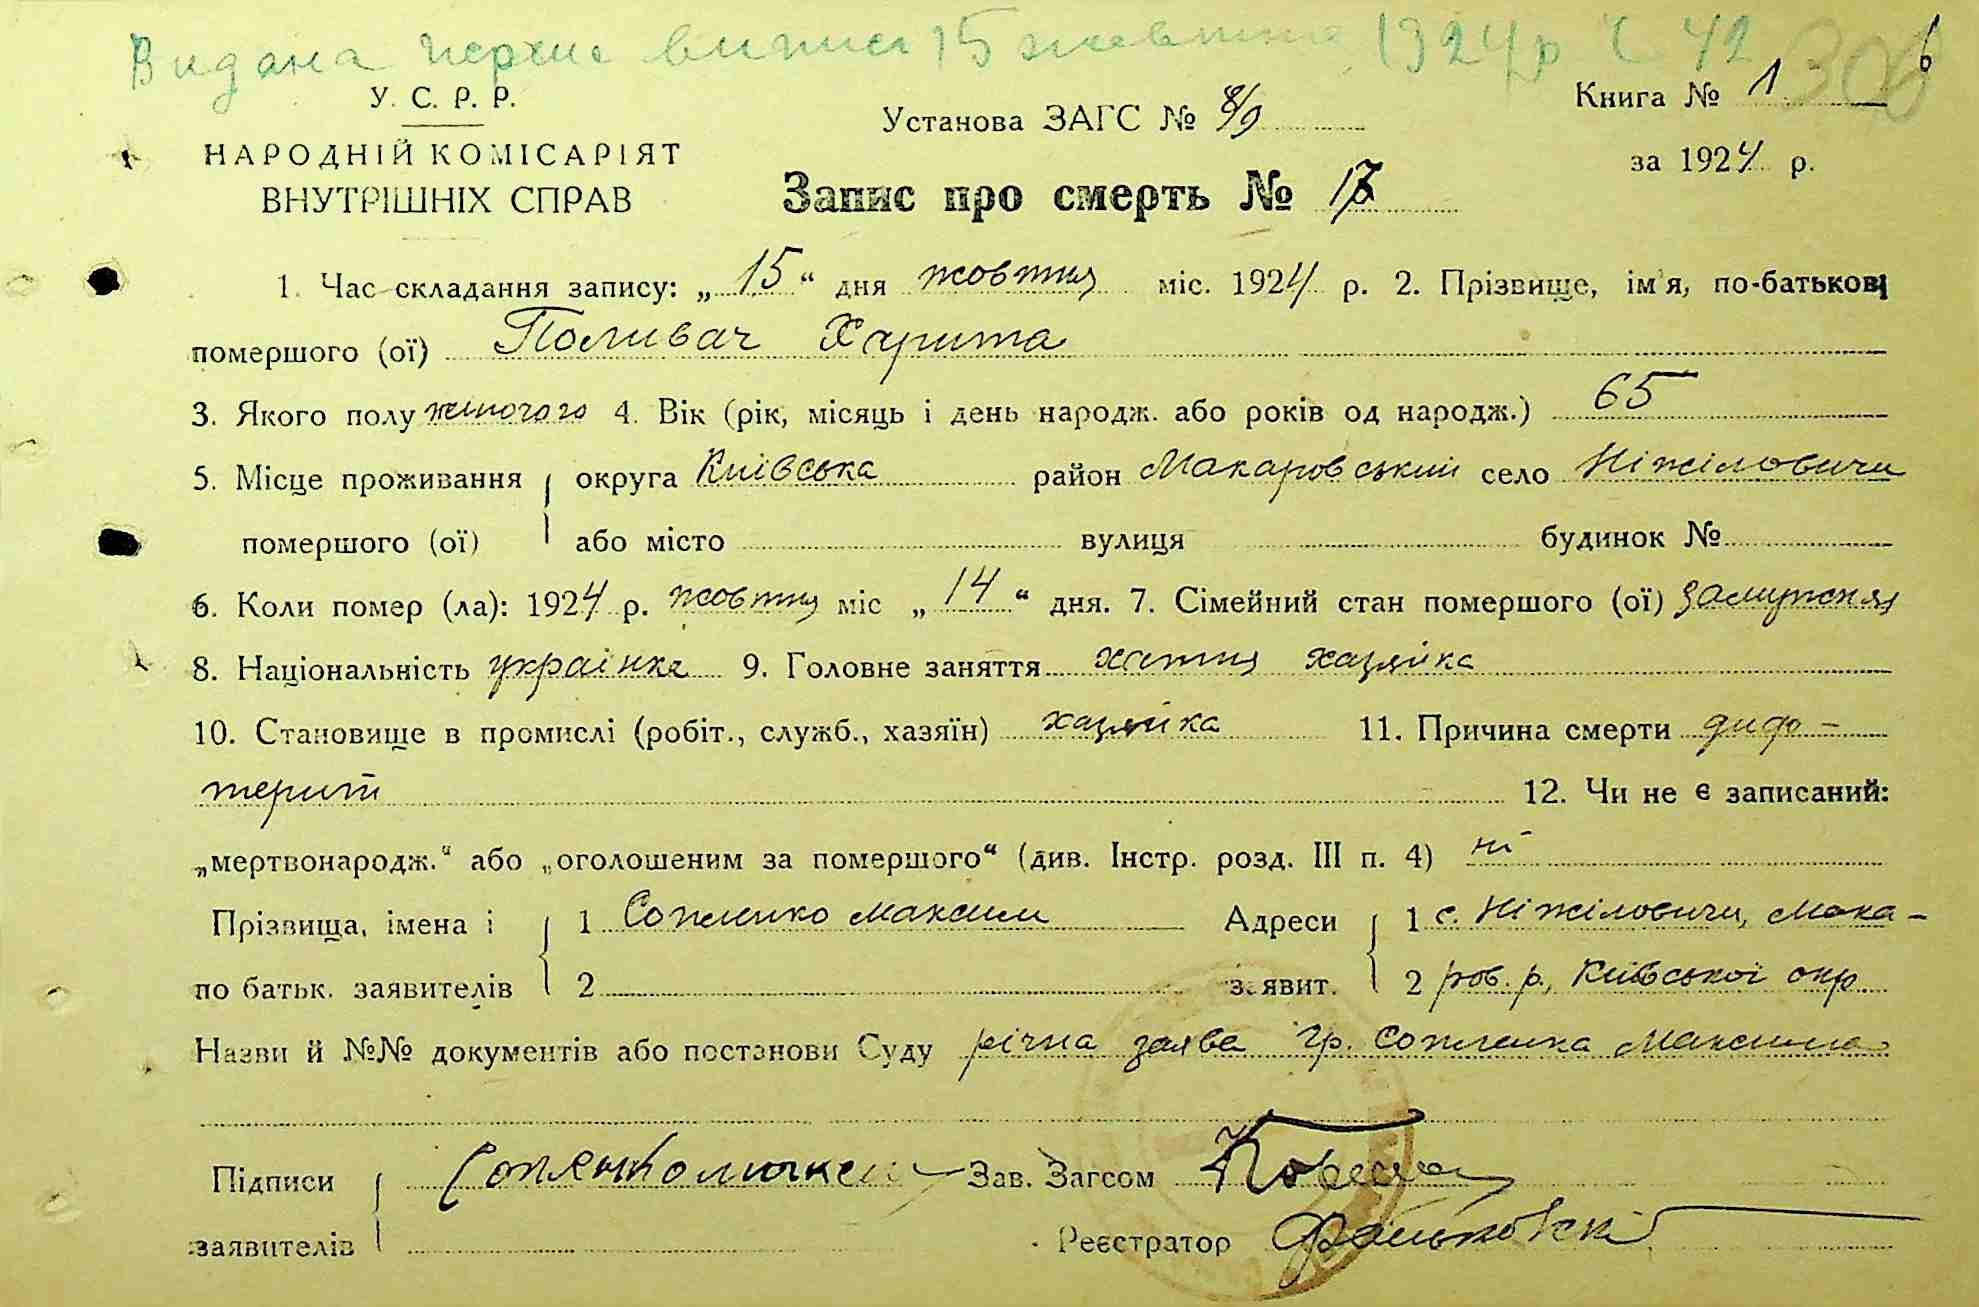 Видана перша виписа 15 жовтня 1924 р Ч 42
У. С. Р. Р.
НАРОДНІЙ КОМІСАРІЯТ
ВНУТРІШНІХ СПРАВ
Установа ЗАГС № 8/9
Книга № 1
за 1924 р.
Запис про смерть № 17
1. Час складання запису: „15“ дня жовтня міс. 1924 р. 2. Прізвище, ім'я, по-батькові
помершого (ої) Поливач Харита
3. Якого полу жіночого 4. Вік (рік, місяць і день народж. або років од народж.) 65
5. Місце проживання округа Київська район Макаровський село Ніжіловичи
помершого (ої) або місто вулиця будинок №
6. Коли помер (ла): 1924 р. жовтня міс „14“ дня. 7. Сімейний стан помершого (ої) замужня
8. Національність українка 9. Головне заняття хатня хазяйка
10. Становище в промислі (робіт., служб., хазяїн) хазяйка 11. Причина смерти дифтерит
12. Чи не є записаний:
„мертвонародж.“ або „оголошеним за помершого“ (див. Інстр. розд. III п. 4) ні
Прізвища, імена і 1 Сопленко Максим Адреси 1 с. Ніжіловичи, Мака-
по батьк. заявителів 2 заявит. 2 ров. р., Київської окр.
Назви й №№ документів або постанови Суду річна заява гр. Сопленка Максима
Підписи Зав. Загсом
заявителів Реєстратор